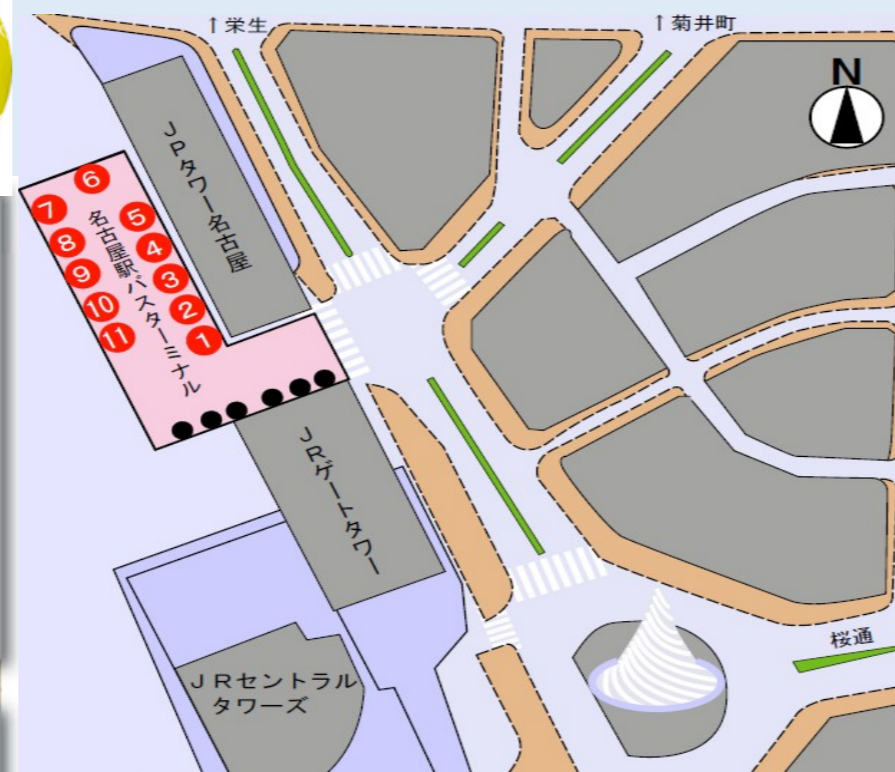 ↑栄生
↑菊井町
N
JPタワー名古屋
6
7
5
8
4
9
3
10
2
11
1
名古屋駅バスターミナル
JRゲートタワー
桜通
JRセントラル
タワーズ